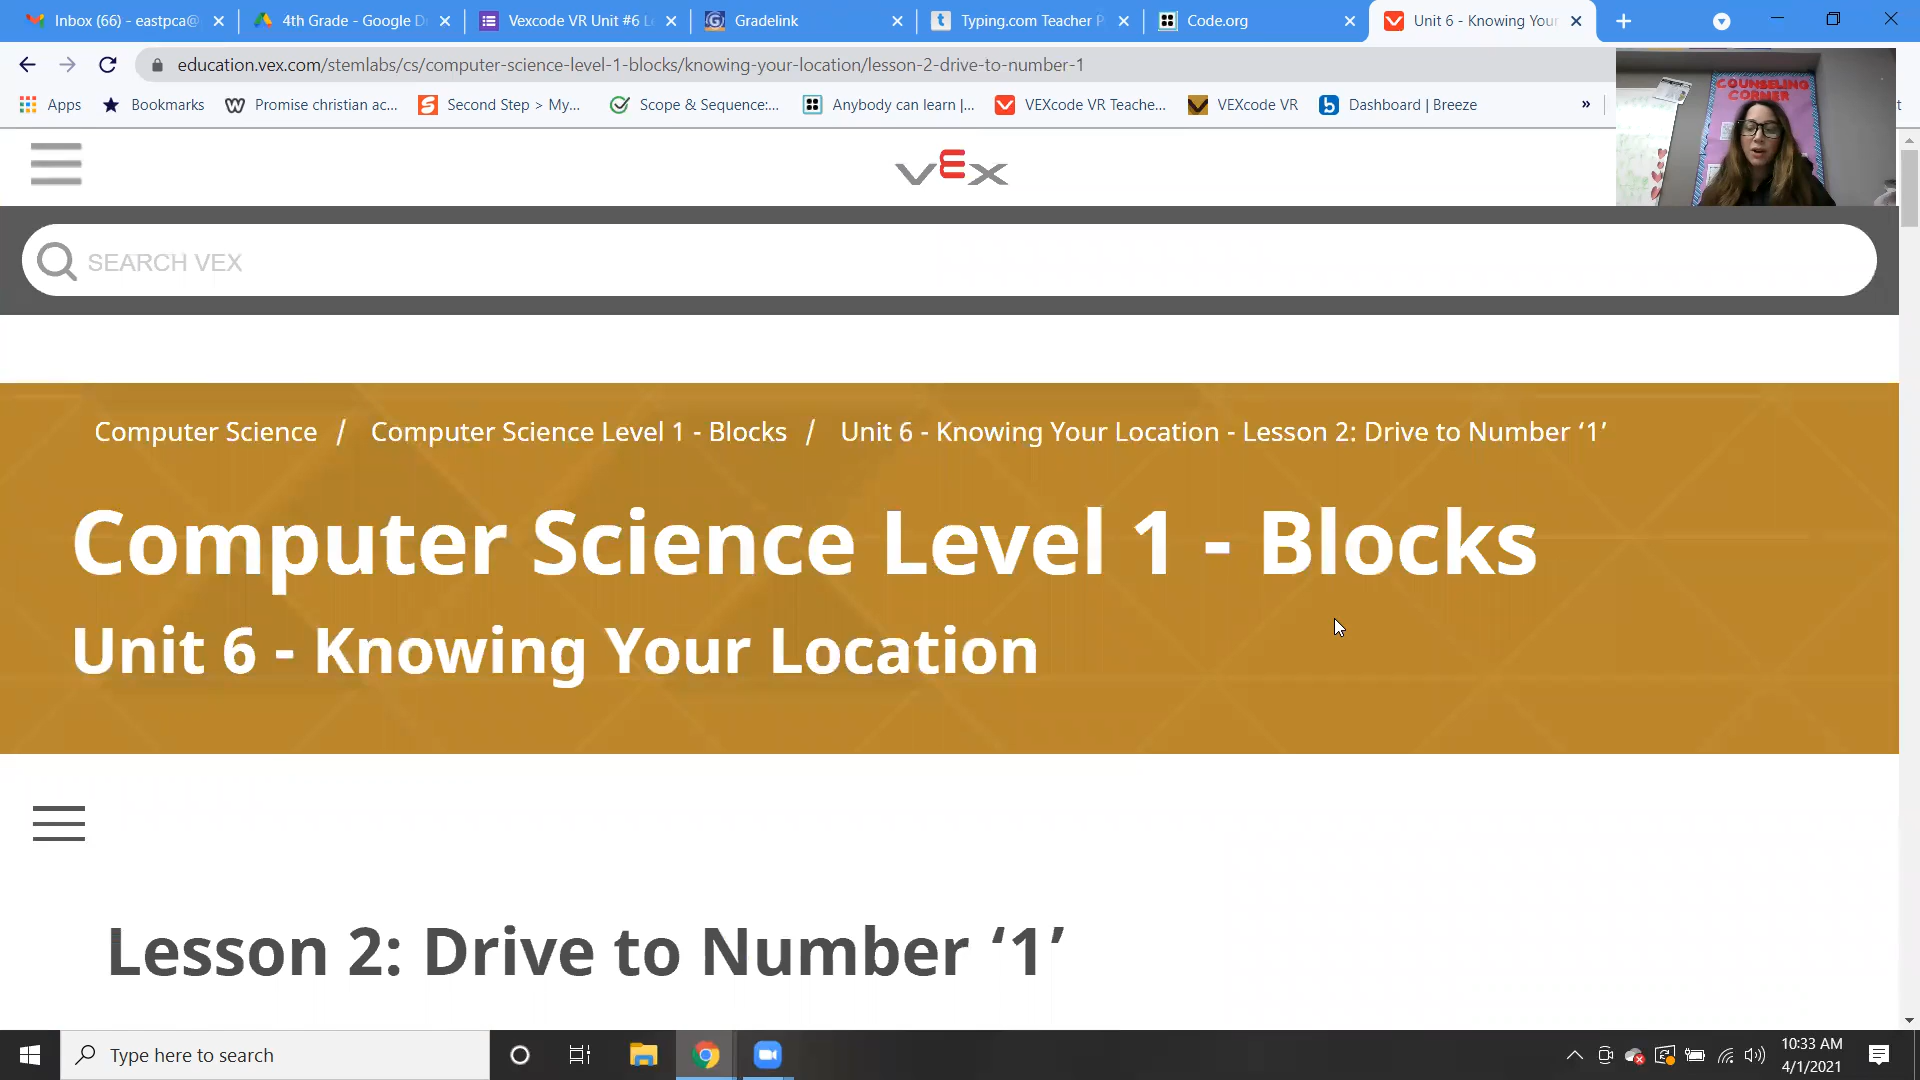 Inbox (66) - eastpca@
4th Grade - Google D
Vexcode VR Unit #6 L
Gradelink
Typing.com Teacher P
Code.org
Unit 6 - Knowing Your
education.vex.com/stemlabs/cs/computer-science-level-1-blocks/knowing-your-location/lesson-2-drive-to-number-1
Apps
Bookmarks
Promise christian ac...
Second Step > My...
Scope & Sequence:...
Anybody can learn |...
VEXcode VR Teache...
VEXcode VR
Dashboard | Breeze
»
COUNSELING
CORNER
VEX
SEARCH VEX
Computer Science / Computer Science Level 1 - Blocks / Unit 6 - Knowing Your Location - Lesson 2: Drive to Number ‘1’
Computer Science Level 1 - Blocks
Unit 6 - Knowing Your Location
Lesson 2: Drive to Number ‘1’
Type here to search
10:33 AM
4/1/2021